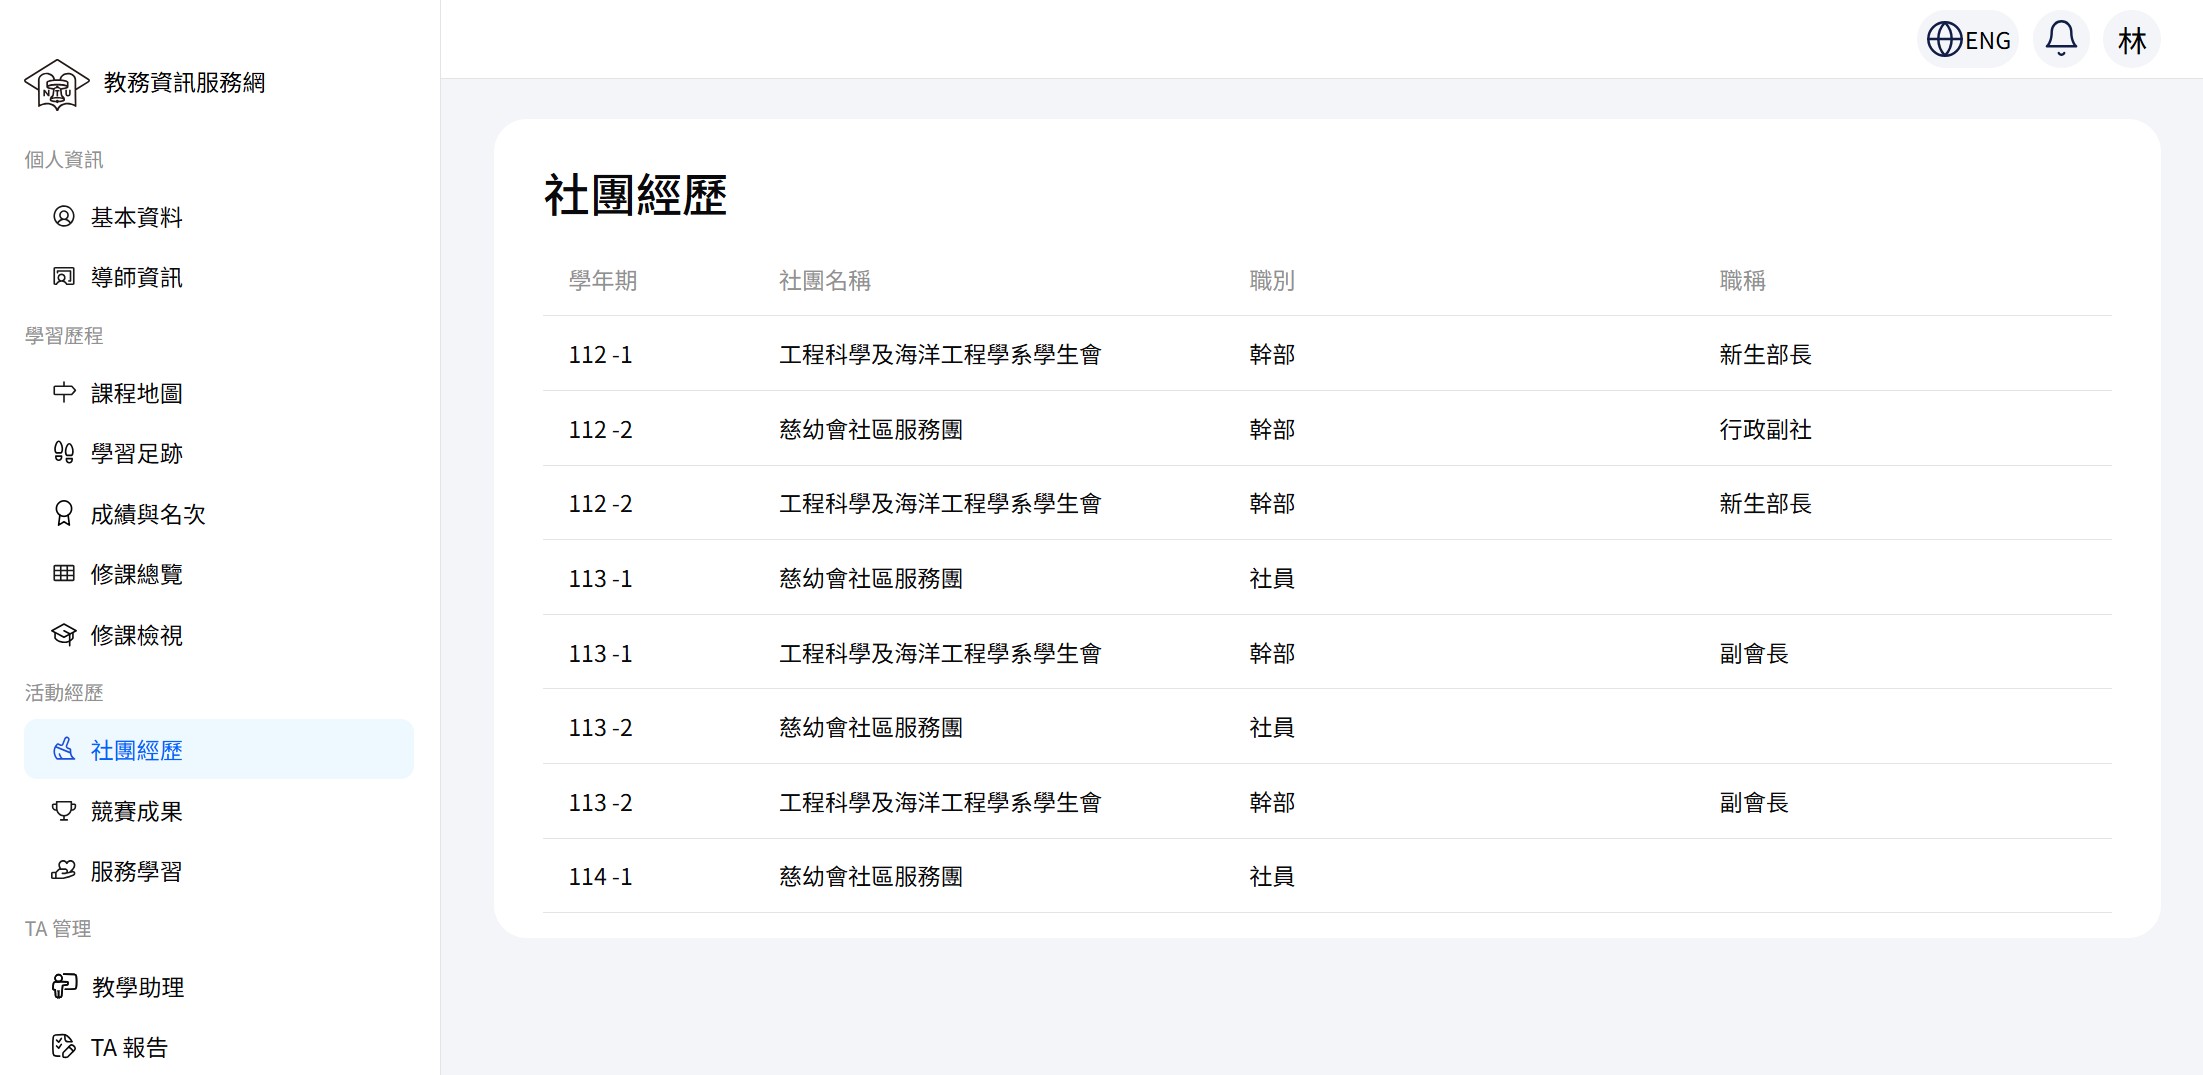 教務資訊服務網
個人資訊
基本資料
導師資訊
學習歷程
課程地圖
學習足跡
成績與名次
修課總覽
修課檢視
活動經歷
社團經歷
競賽成果
服務學習
TA 管理
教學助理
TA 報告
ENG 林
社團經歷
學年期 社團名稱 職別 職稱
112 -1 工程科學及海洋工程學系學生會 幹部 新生部長
112 -2 慈幼會社區服務團 幹部 行政副社
112 -2 工程科學及海洋工程學系學生會 幹部 新生部長
113 -1 慈幼會社區服務團 社員
113 -1 工程科學及海洋工程學系學生會 幹部 副會長
113 -2 慈幼會社區服務團 社員
113 -2 工程科學及海洋工程學系學生會 幹部 副會長
114 -1 慈幼會社區服務團 社員